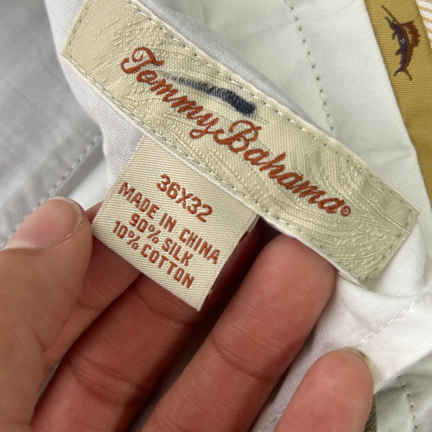 Tommy Bahama®
36X32
MADE IN CHINA
90% SILK
10% COTTON